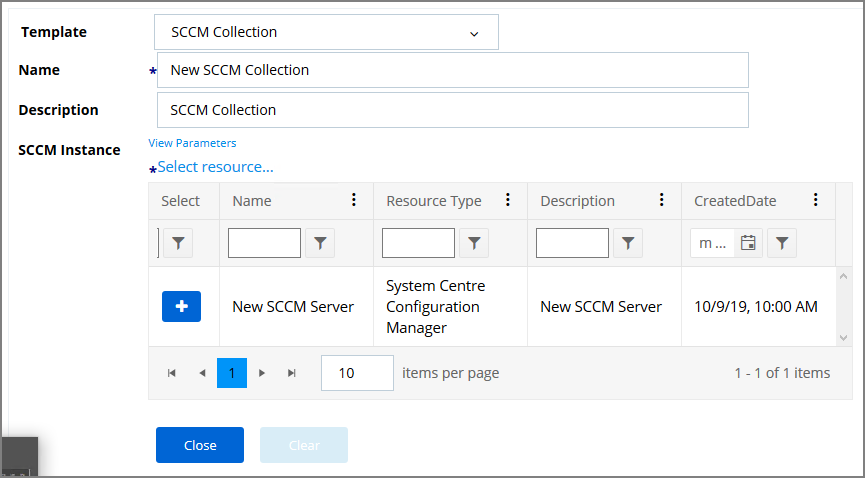 Template SCCM Collection
Name * New SCCM Collection
Description SCCM Collection
SCCM Instance View Parameters
*Select resource...
Select Name Resource Type Description CreatedDate
m ...
New SCCM Server System Centre Configuration Manager New SCCM Server 10/9/19, 10:00 AM
1 10 items per page 1 - 1 of 1 items
Close Clear